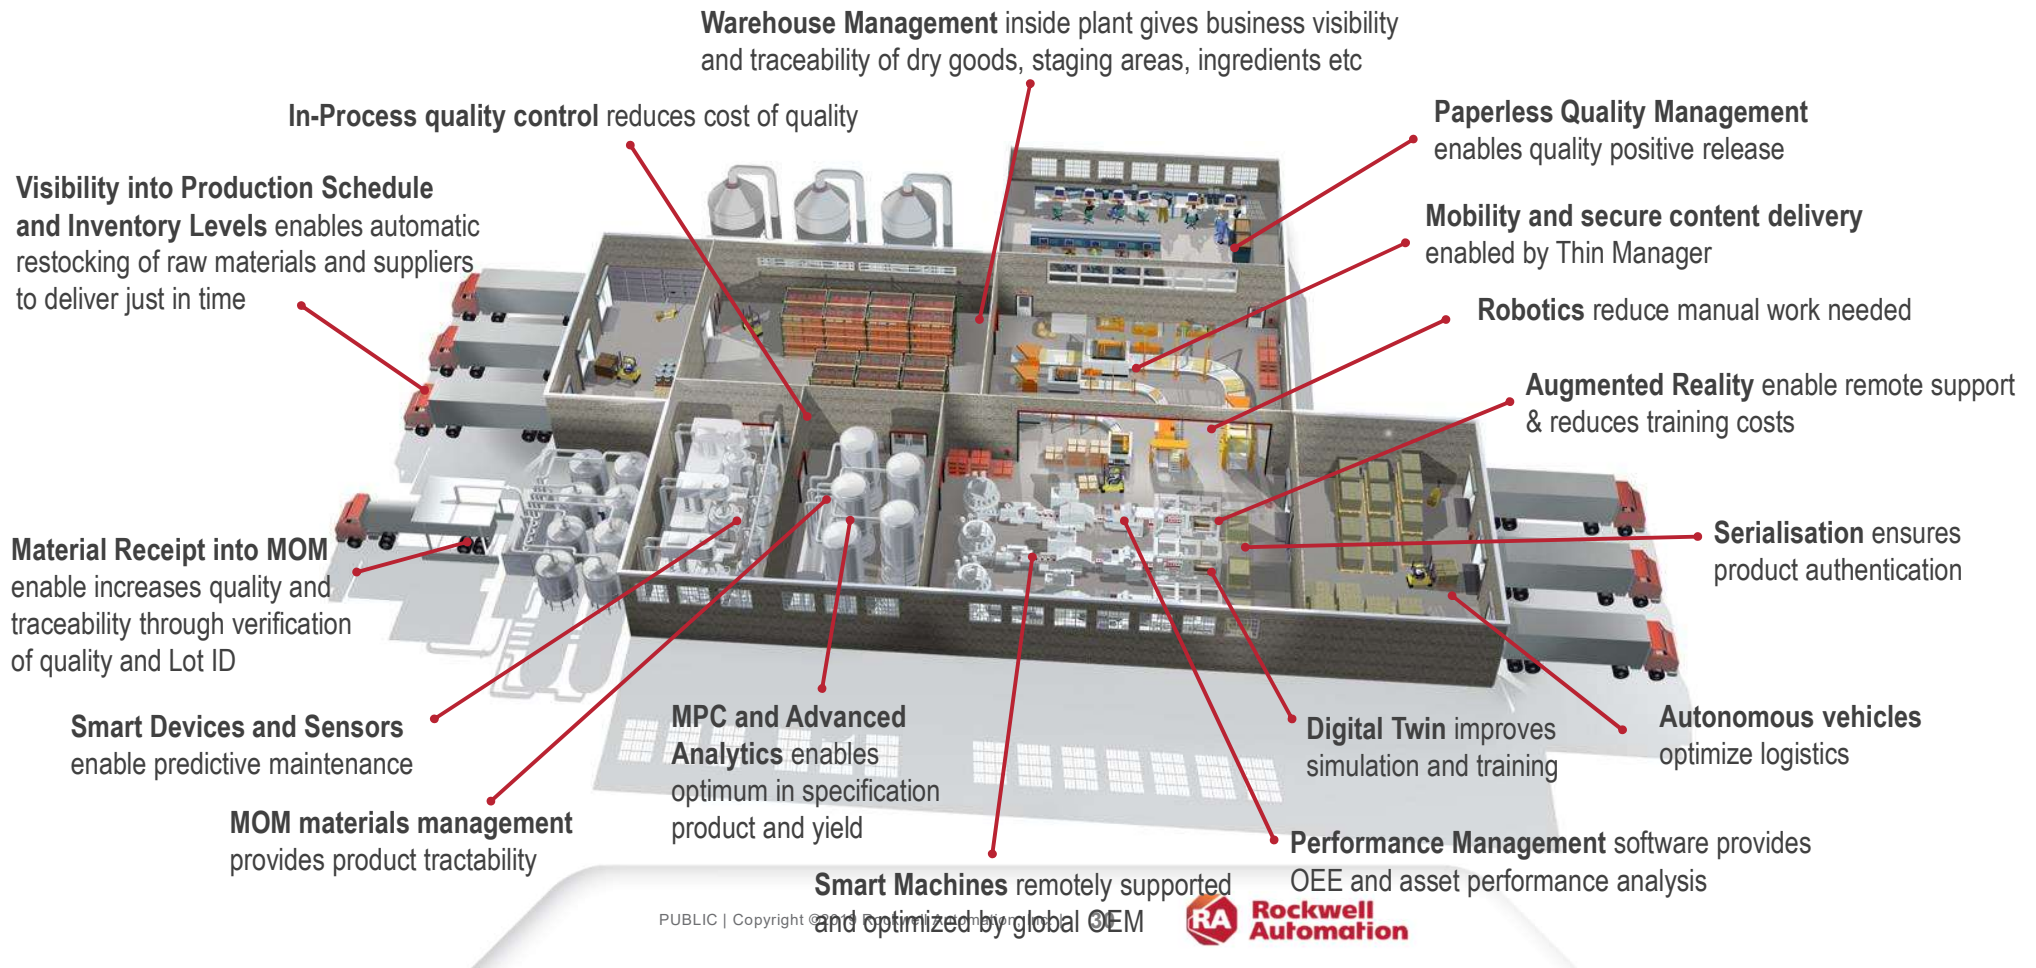 Warehouse Management inside plant gives business visibility
and traceability of dry goods, staging areas, ingredients etc
In-Process quality control reduces cost of quality
Paperless Quality Management
enables quality positive release
Visibility into Production Schedule
and Inventory Levels enables automatic
restocking of raw materials and suppliers
to deliver just in time
Mobility and secure content delivery
enabled by Thin Manager
Robotics reduce manual work needed
Augmented Reality enable remote support
& reduces training costs
Serialisation ensures
product authentication
Material Receipt into MOM
enable increases quality and
traceability through verification
of quality and Lot ID
Smart Devices and Sensors
enable predictive maintenance
MPC and Advanced
Analytics enables
optimum in specification
product and yield
Digital Twin improves
simulation and training
Autonomous vehicles
optimize logistics
MOM materials management
provides product tractability
Performance Management software provides
OEE and asset performance analysis
Smart Machines remotely supported
and optimized by global OEM
PUBLIC | Copyright ©2019 Rockwell Automation, Inc. | 30
RA Rockwell
Automation